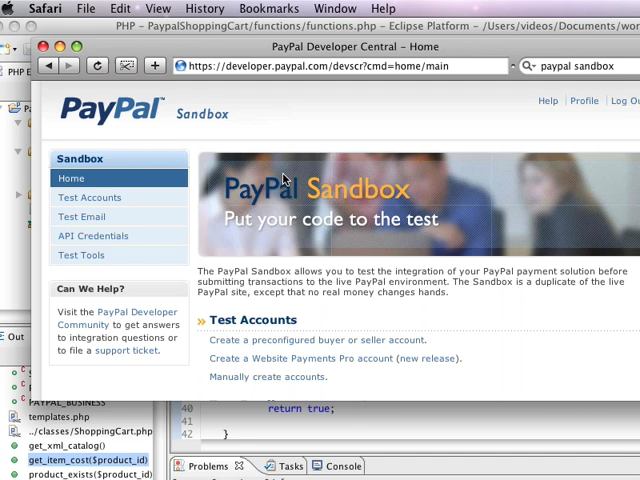 Safari File Edit View History Bookmarks Window Help
PHP - PaypalShoppingCart/functions/functions.php - Eclipse Platform - /Users/videos/Documents/wor
PayPal Developer Central - Home
https://developer.paypal.com/devscr?cmd=home/main
paypal sandbox
PHP E
PayPal™ Sandbox
Help | Profile | Log Ou
Sandbox
Home
Test Accounts
Test Email
API Credentials
Test Tools
PayPal Sandbox
Put your code to the test
The PayPal Sandbox allows you to test the integration of your PayPal payment solution before
submitting transactions to the live PayPal environment. The Sandbox is a duplicate of the live
PayPal site, except that no real money changes hands.
Can We Help?
Visit the PayPal Developer
Community to get answers
to integration questions or
to file a support ticket.
» Test Accounts
Create a preconfigured buyer or seller account.
Create a Website Payments Pro account (new release).
Manually create accounts.
Out
PAYPAL_BUSINESS
templates.php
../classes/ShoppingCart.php
get_xml_catalog()
get_item_cost($product_id)
product_exists($product_id)
40 return true;
41
42 }
Problems Tasks Console